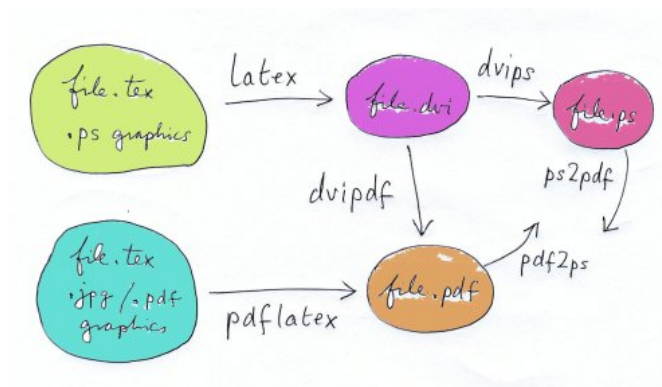 latex
dvips
file.tex
.ps graphics
file.dvi
file.ps
dvipdf
ps2pdf
file.tex
.jpg/.pdf
graphics
pdflatex
file.pdf
pdf2ps